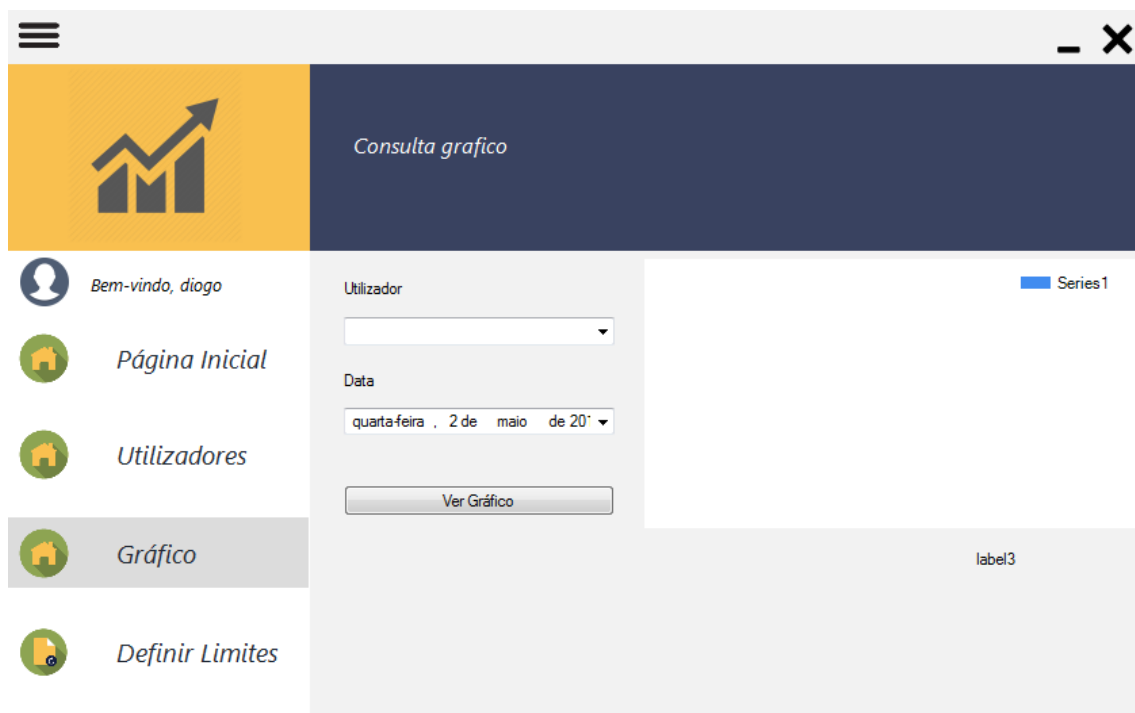 Consulta grafico
Bem-vindo, diogo
Página Inicial
Utilizadores
Gráfico
Definir Limites
Utilizador
Data
quarta-feira , 2 de maio de 201
Ver Gráfico
Series1
label3